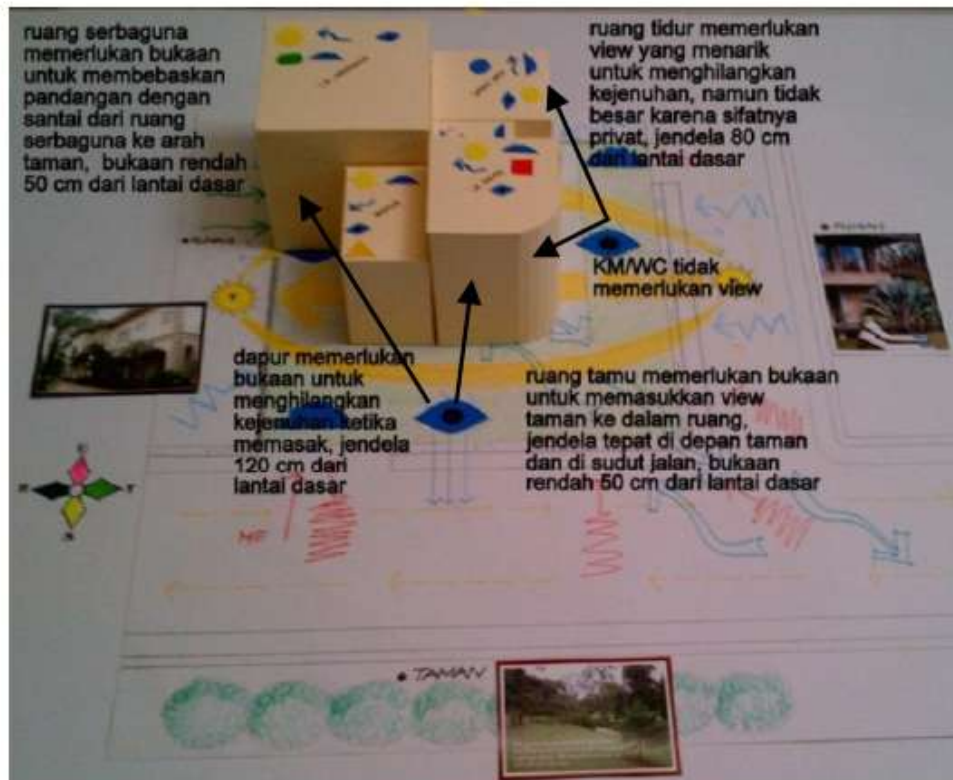 ruang serbaguna
memerlukan bukaan
untuk membebaskan
pandangan dengan
santai dari ruang
serbaguna ke arah
taman, bukaan rendah
50 cm dari lantai dasar
ruang tidur memerlukan
view yang menarik
untuk menghilangkan
kejenuhan, namun tidak
besar karena sifatnya
privat, jendela 80 cm
dari lantai dasar
KM/WC tidak
memerlukan view
dapur memerlukan
bukaan untuk
menghilangkan
kejenuhan ketika
memasak, jendela
120 cm dari
lantai dasar
ruang tamu memerlukan bukaan
untuk memasukkan view
taman ke dalam ruang,
jendela tepat di depan taman
dan di sudut jalan, bukaan
rendah 50 cm dari lantai dasar
TAMAN